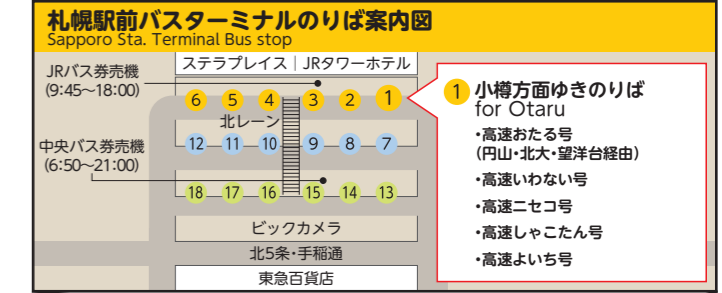 札幌駅前バスターミナルのりば案内図
Sapporo Sta. Terminal Bus stop
JRバス券売機
(9:45〜18:00)
中央バス券売機
(6:50〜21:00)
ステラプレイス｜JRタワーホテル
6 5 4 3 2 1
北レーン
12 11 10 9 8 7
18 17 16 15 14 13
ビックカメラ
北5条・手稲通
東急百貨店
1 小樽方面ゆきのりば
for Otaru
・高速おたる号
(円山・北大・望洋台経由)
・高速いわない号
・高速ニセコ号
・高速しゃこたん号
・高速よいち号